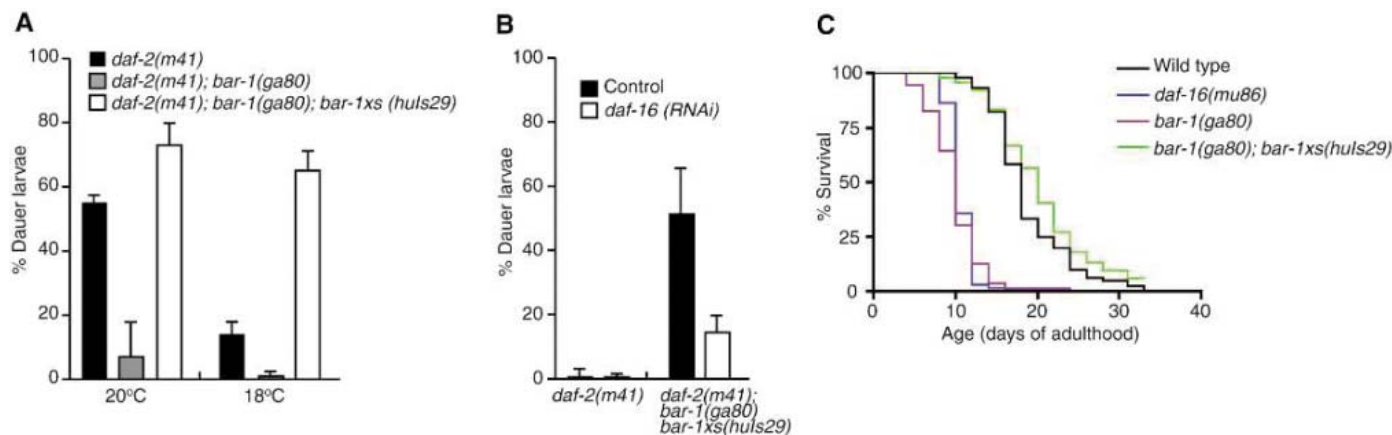 A
100
80
60
40
20
0
% Dauer larvae
daf-2(m41)
daf-2(m41); bar-1(ga80)
daf-2(m41); bar-1(ga80); bar-1xs (huIs29)
20°C
18°C
B
100
80
60
40
20
0
% Dauer larvae
Control
daf-16 (RNAi)
daf-2(m41)
daf-2(m41);
bar-1(ga80)
bar-1xs(huIs29)
C
100
75
50
25
0
% Survival
0
10
20
30
40
Age (days of adulthood)
Wild type
daf-16(mu86)
bar-1(ga80)
bar-1(ga80); bar-1xs(huIs29)